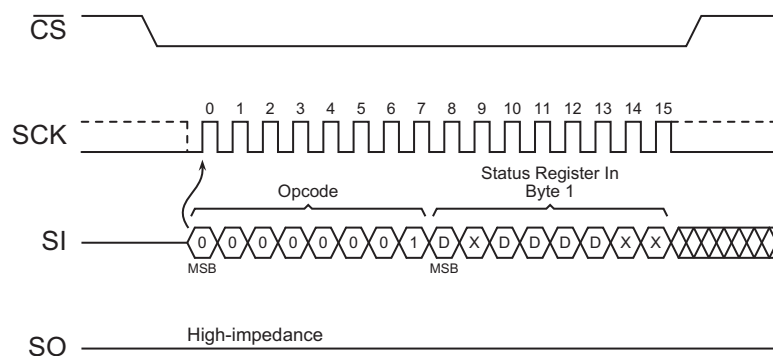 CS
0 1 2 3 4 5 6 7 8 9 10 11 12 13 14 15
SCK
Opcode
Status Register In
Byte 1
SI
0 0 0 0 0 0 0 1 D X D D D D X X
MSB MSB
High-impedance
SO